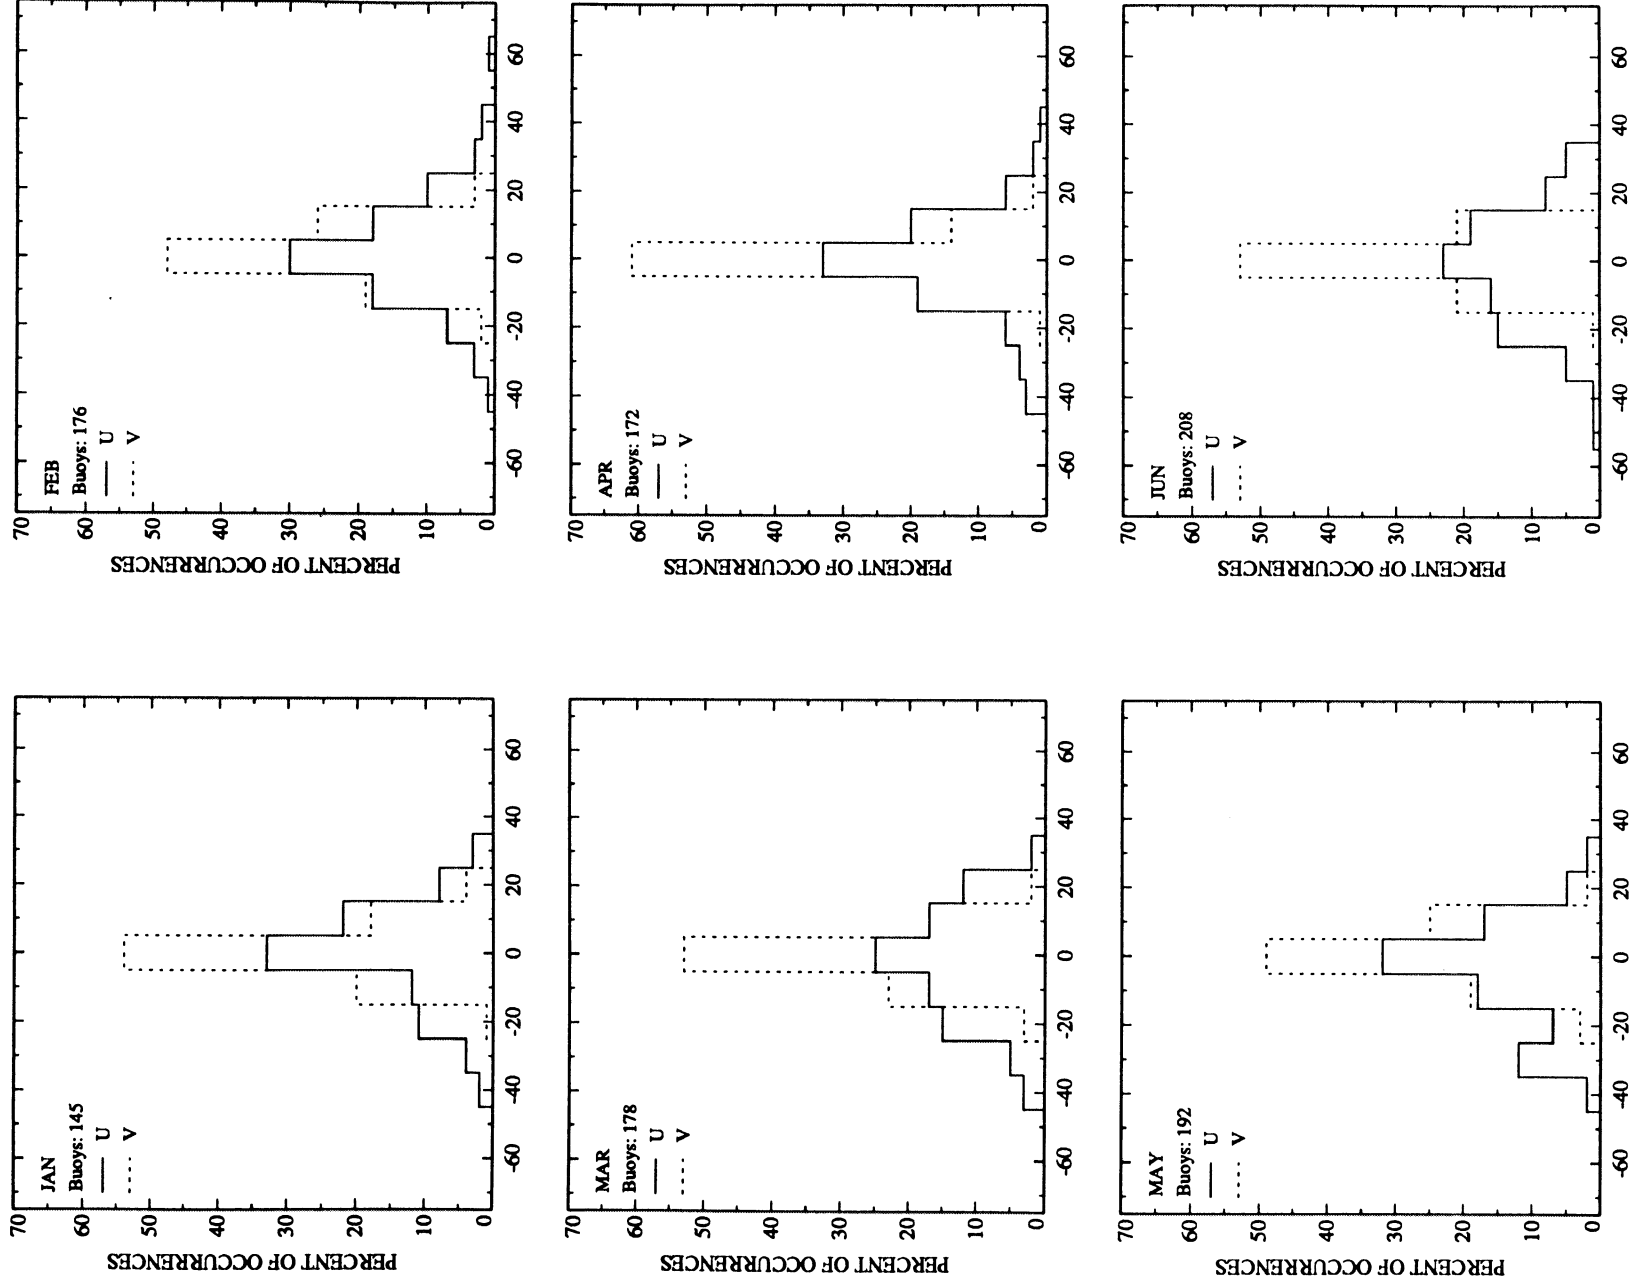 JAN
Buoys: 145
U
V
PERCENT OF OCCURRENCES
70
60
50
40
30
20
10
0
-60 -40 -20 0 20 40 60
FEB
Buoys: 176
U
V
PERCENT OF OCCURRENCES
70
60
50
40
30
20
10
0
-60 -40 -20 0 20 40 60
MAR
Buoys: 178
U
V
PERCENT OF OCCURRENCES
70
60
50
40
30
20
10
0
-60 -40 -20 0 20 40 60
APR
Buoys: 172
U
V
PERCENT OF OCCURRENCES
70
60
50
40
30
20
10
0
-60 -40 -20 0 20 40 60
MAY
Buoys: 192
U
V
PERCENT OF OCCURRENCES
70
60
50
40
30
20
10
0
-60 -40 -20 0 20 40 60
JUN
Buoys: 208
U
V
PERCENT OF OCCURRENCES
70
60
50
40
30
20
10
0
-60 -40 -20 0 20 40 60